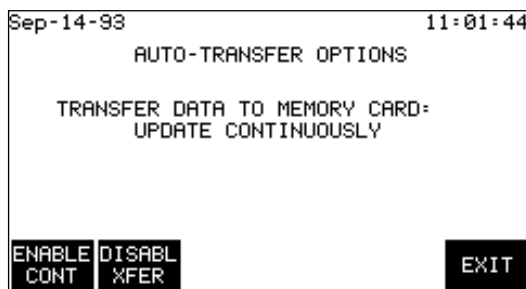 Sep-14-93 11:01:44
AUTO-TRANSFER OPTIONS
TRANSFER DATA TO MEMORY CARD:
UPDATE CONTINUOUSLY
ENABLE DISABL
CONT XFER EXIT